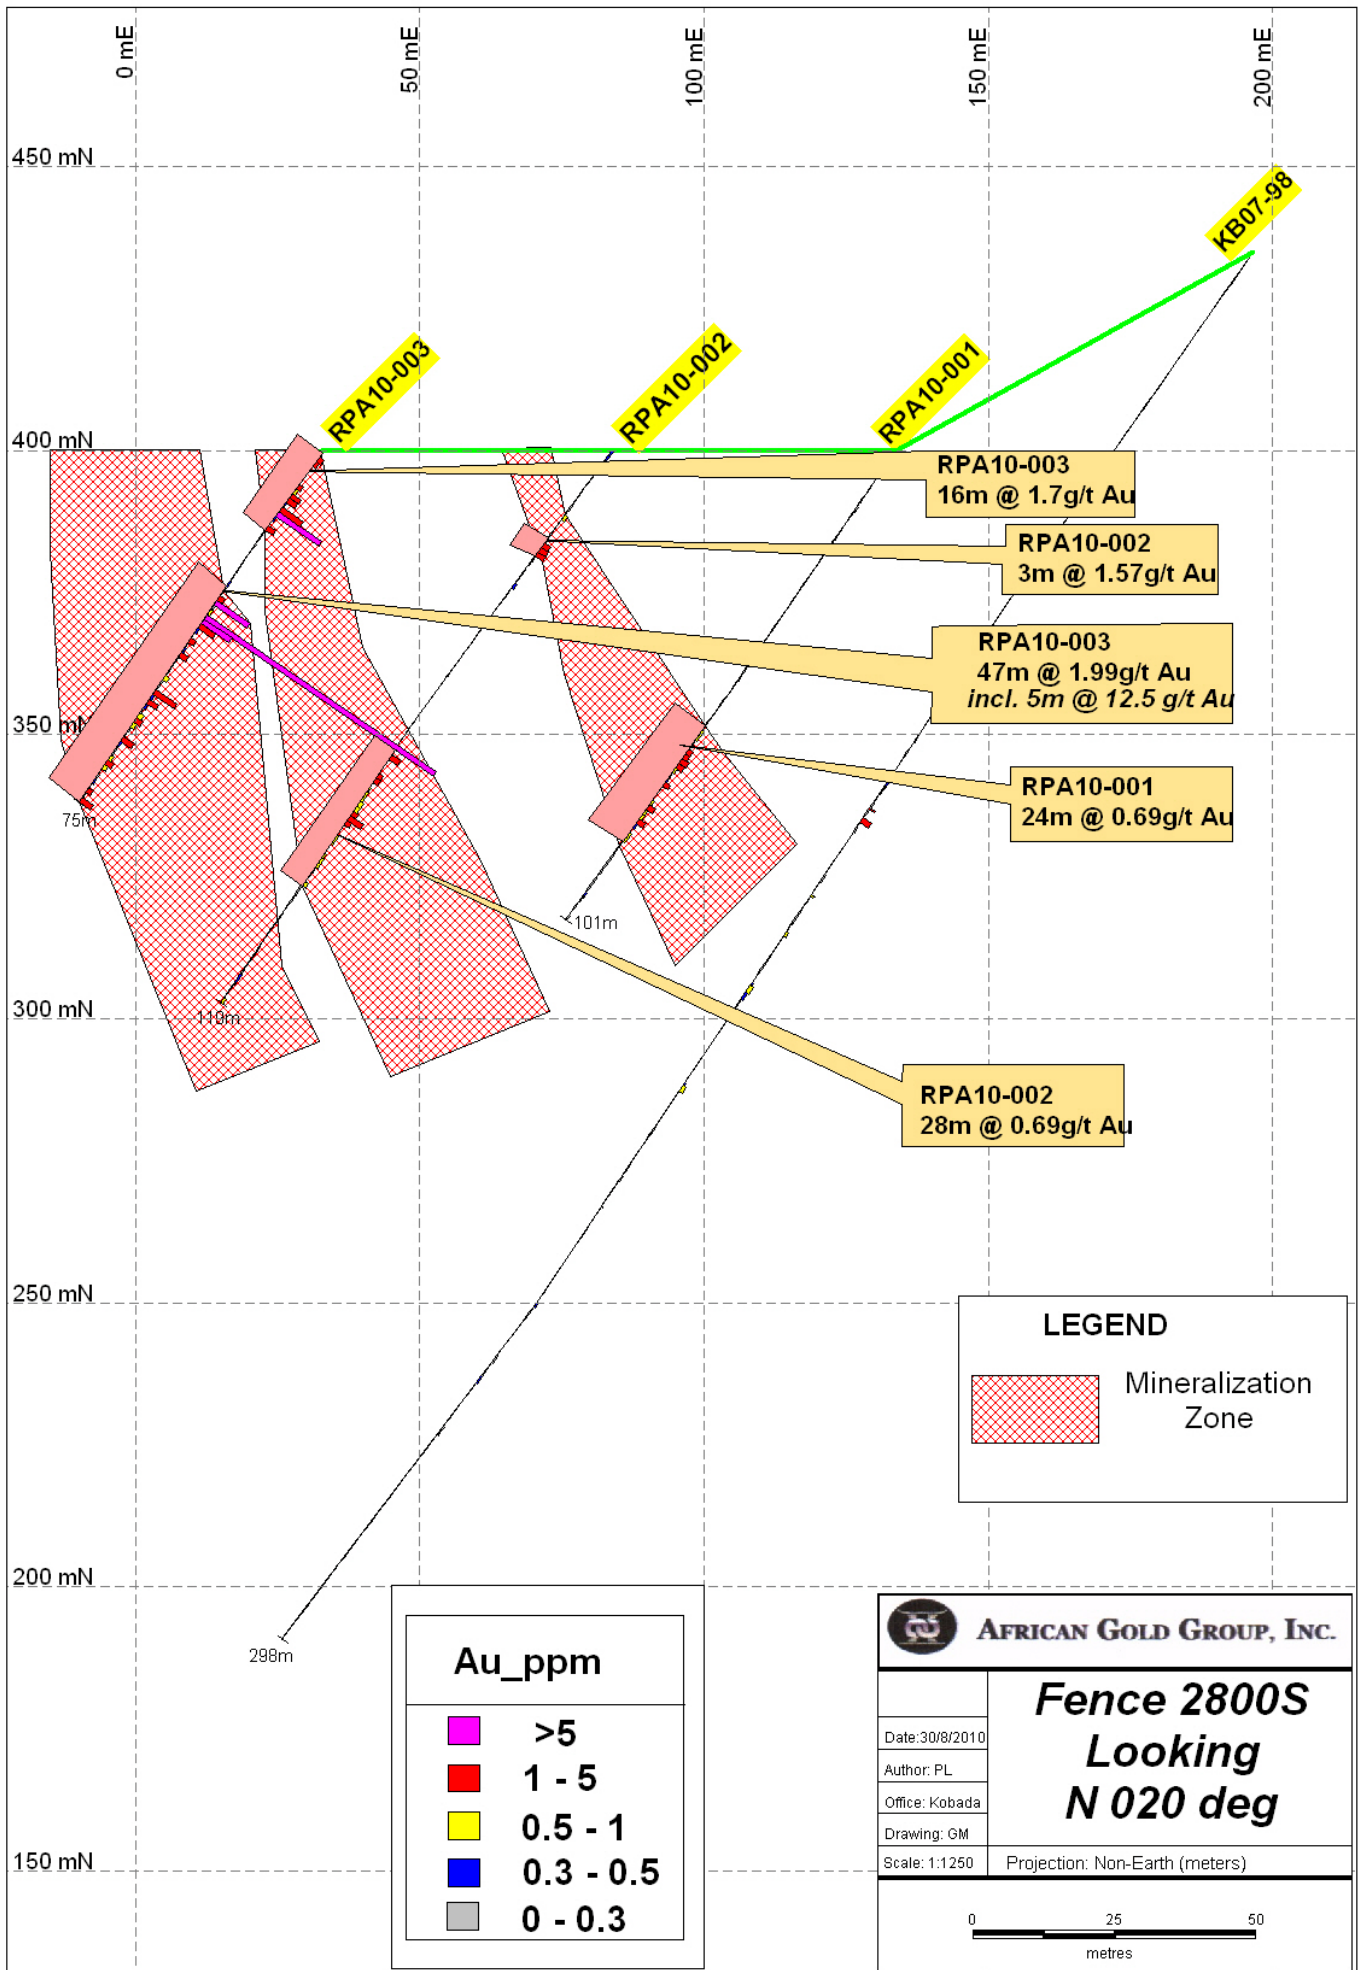 0 mE
50 mE
100 mE
150 mE
200 mE
450 mN
KB07-98
RPA10-003
RPA10-002
RPA10-001
400 mN
RPA10-003
16m @ 1.7g/t Au
RPA10-002
3m @ 1.57g/t Au
RPA10-003
47m @ 1.99g/t Au
incl. 5m @ 12.5 g/t Au
350 mN
RPA10-001
24m @ 0.69g/t Au
75m
101m
300 mN
110m
RPA10-002
28m @ 0.69g/t Au
250 mN
LEGEND
Mineralization
Zone
200 mN
298m
Au_ppm
>5
1 - 5
0.5 - 1
0.3 - 0.5
0 - 0.3
150 mN
AFRICAN GOLD GROUP, INC.
Fence 2800S
Looking
N 020 deg
Date:30/8/2010
Author: PL
Office: Kobada
Drawing: GM
Scale: 1:1250
Projection: Non-Earth (meters)
0 25 50
metres